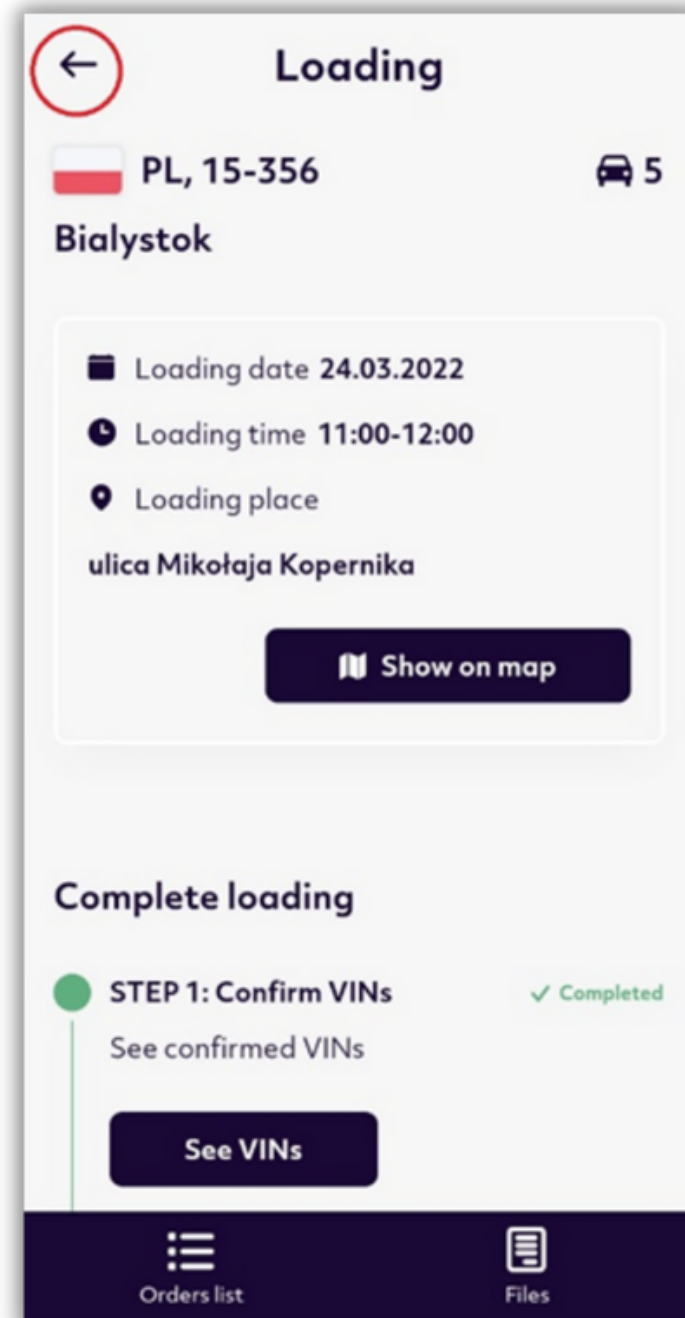 Loading
PL, 15-356 5
Bialystok
Loading date 24.03.2022
Loading time 11:00-12:00
Loading place
ulica Mikołaja Kopernika
Show on map
Complete loading
STEP 1: Confirm VINs Completed
See confirmed VINs
See VINs
Orders list Files